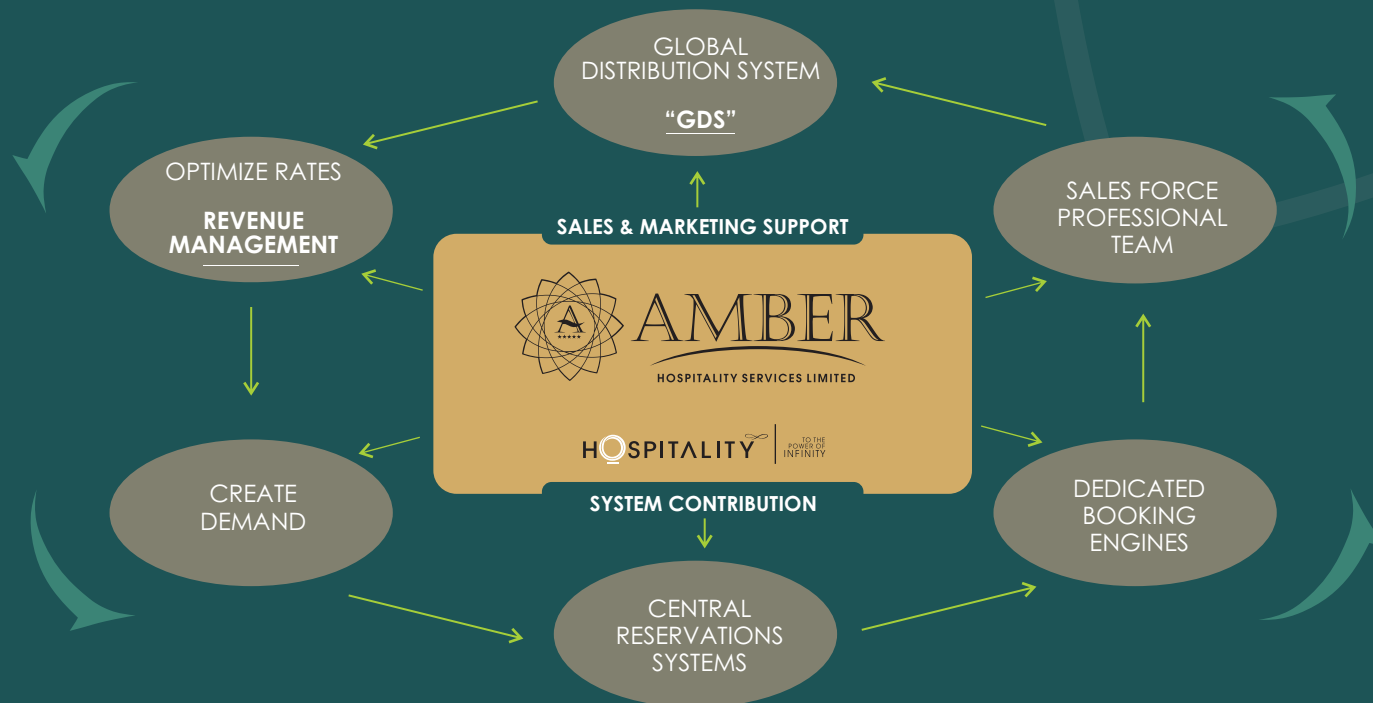 GLOBAL
DISTRIBUTION SYSTEM
“GDS”
OPTIMIZE RATES
REVENUE
MANAGEMENT
SALES FORCE
PROFESSIONAL
TEAM
SALES & MARKETING SUPPORT
A
AMBER
HOSPITALITY SERVICES LIMITED
HOSPITALITY
TO THE
POWER OF
INFINITY
SYSTEM CONTRIBUTION
CREATE
DEMAND
DEDICATED
BOOKING
ENGINES
CENTRAL
RESERVATIONS
SYSTEMS